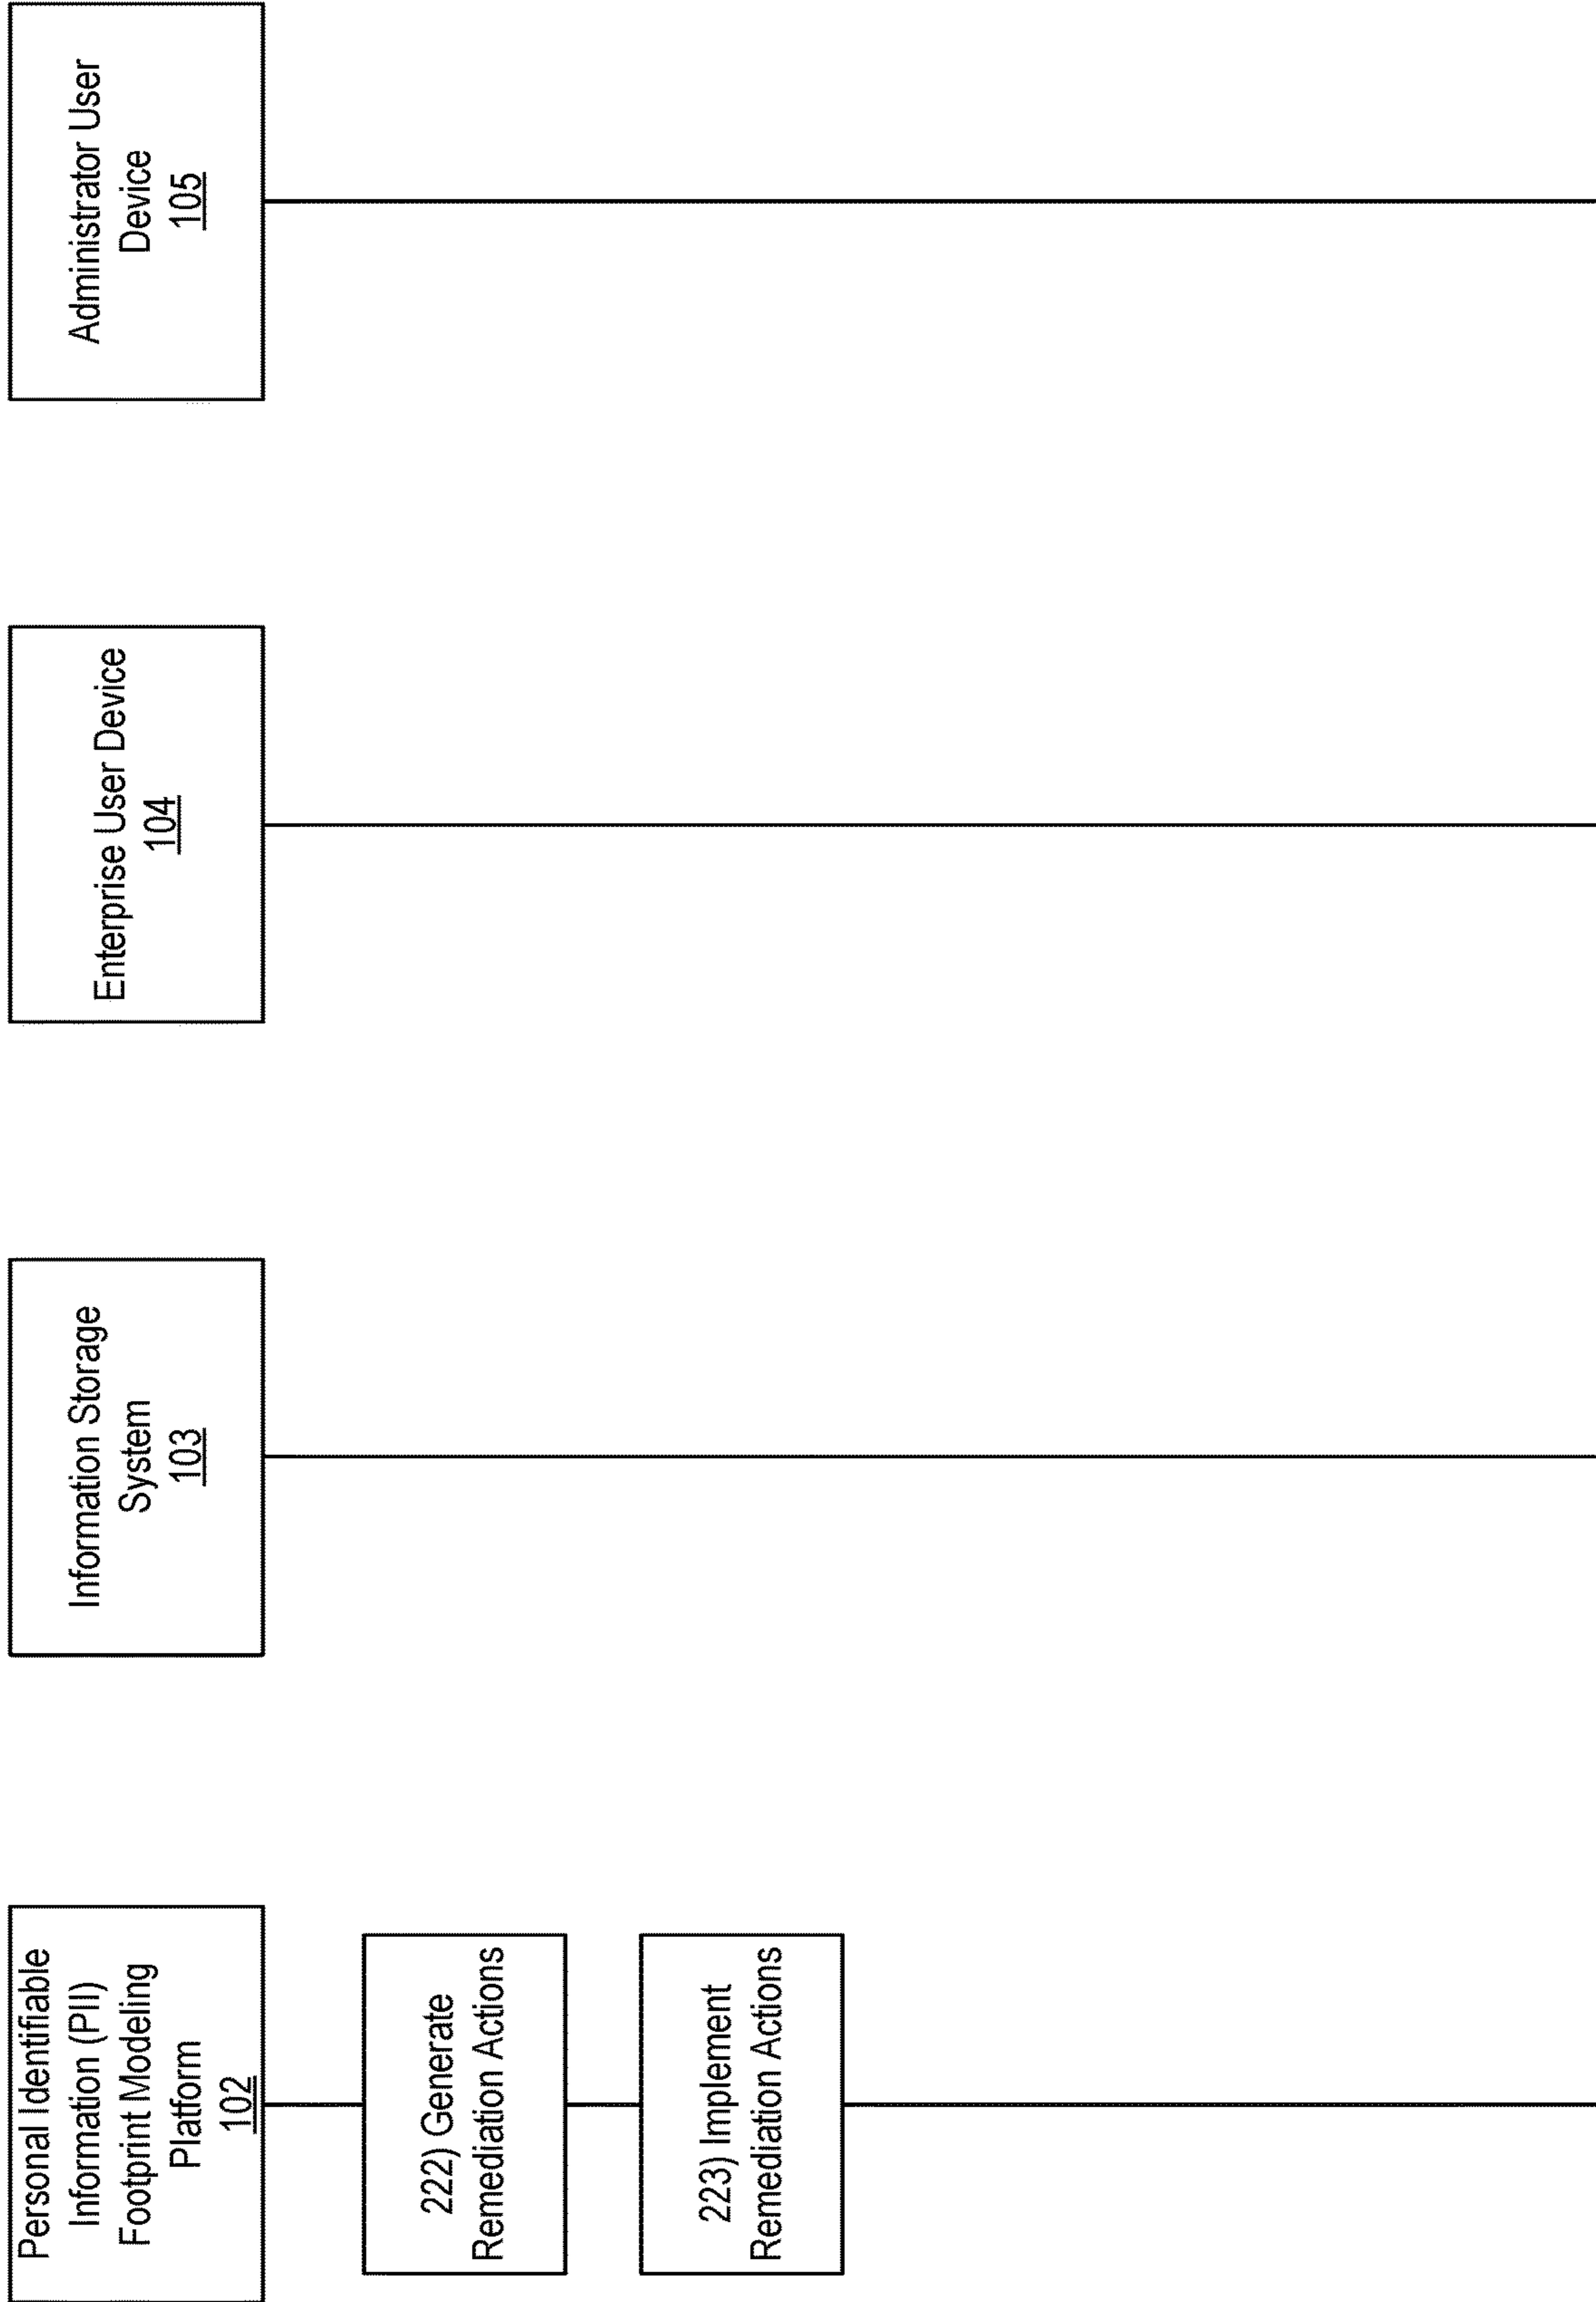 Personal Identifiable
Information (PII)
Footprint Modeling
Platform
102
Information Storage
System
103
Enterprise User Device
104
Administrator User
Device
105
222) Generate
Remediation Actions
223) Implement
Remediation Actions